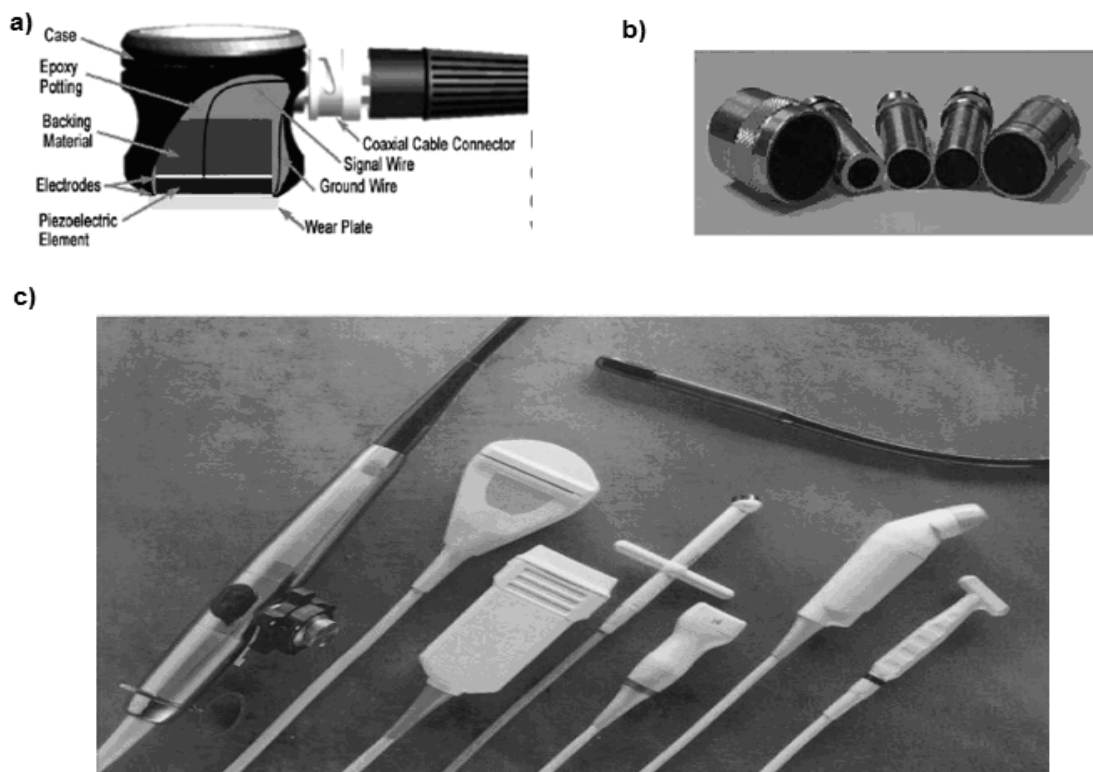 a)
Case
Epoxy
Potting
Backing
Material
Electrodes
Piezoelectric
Element
Coaxial Cable Connector
Signal Wire
Ground Wire
Wear Plate
b)
c)